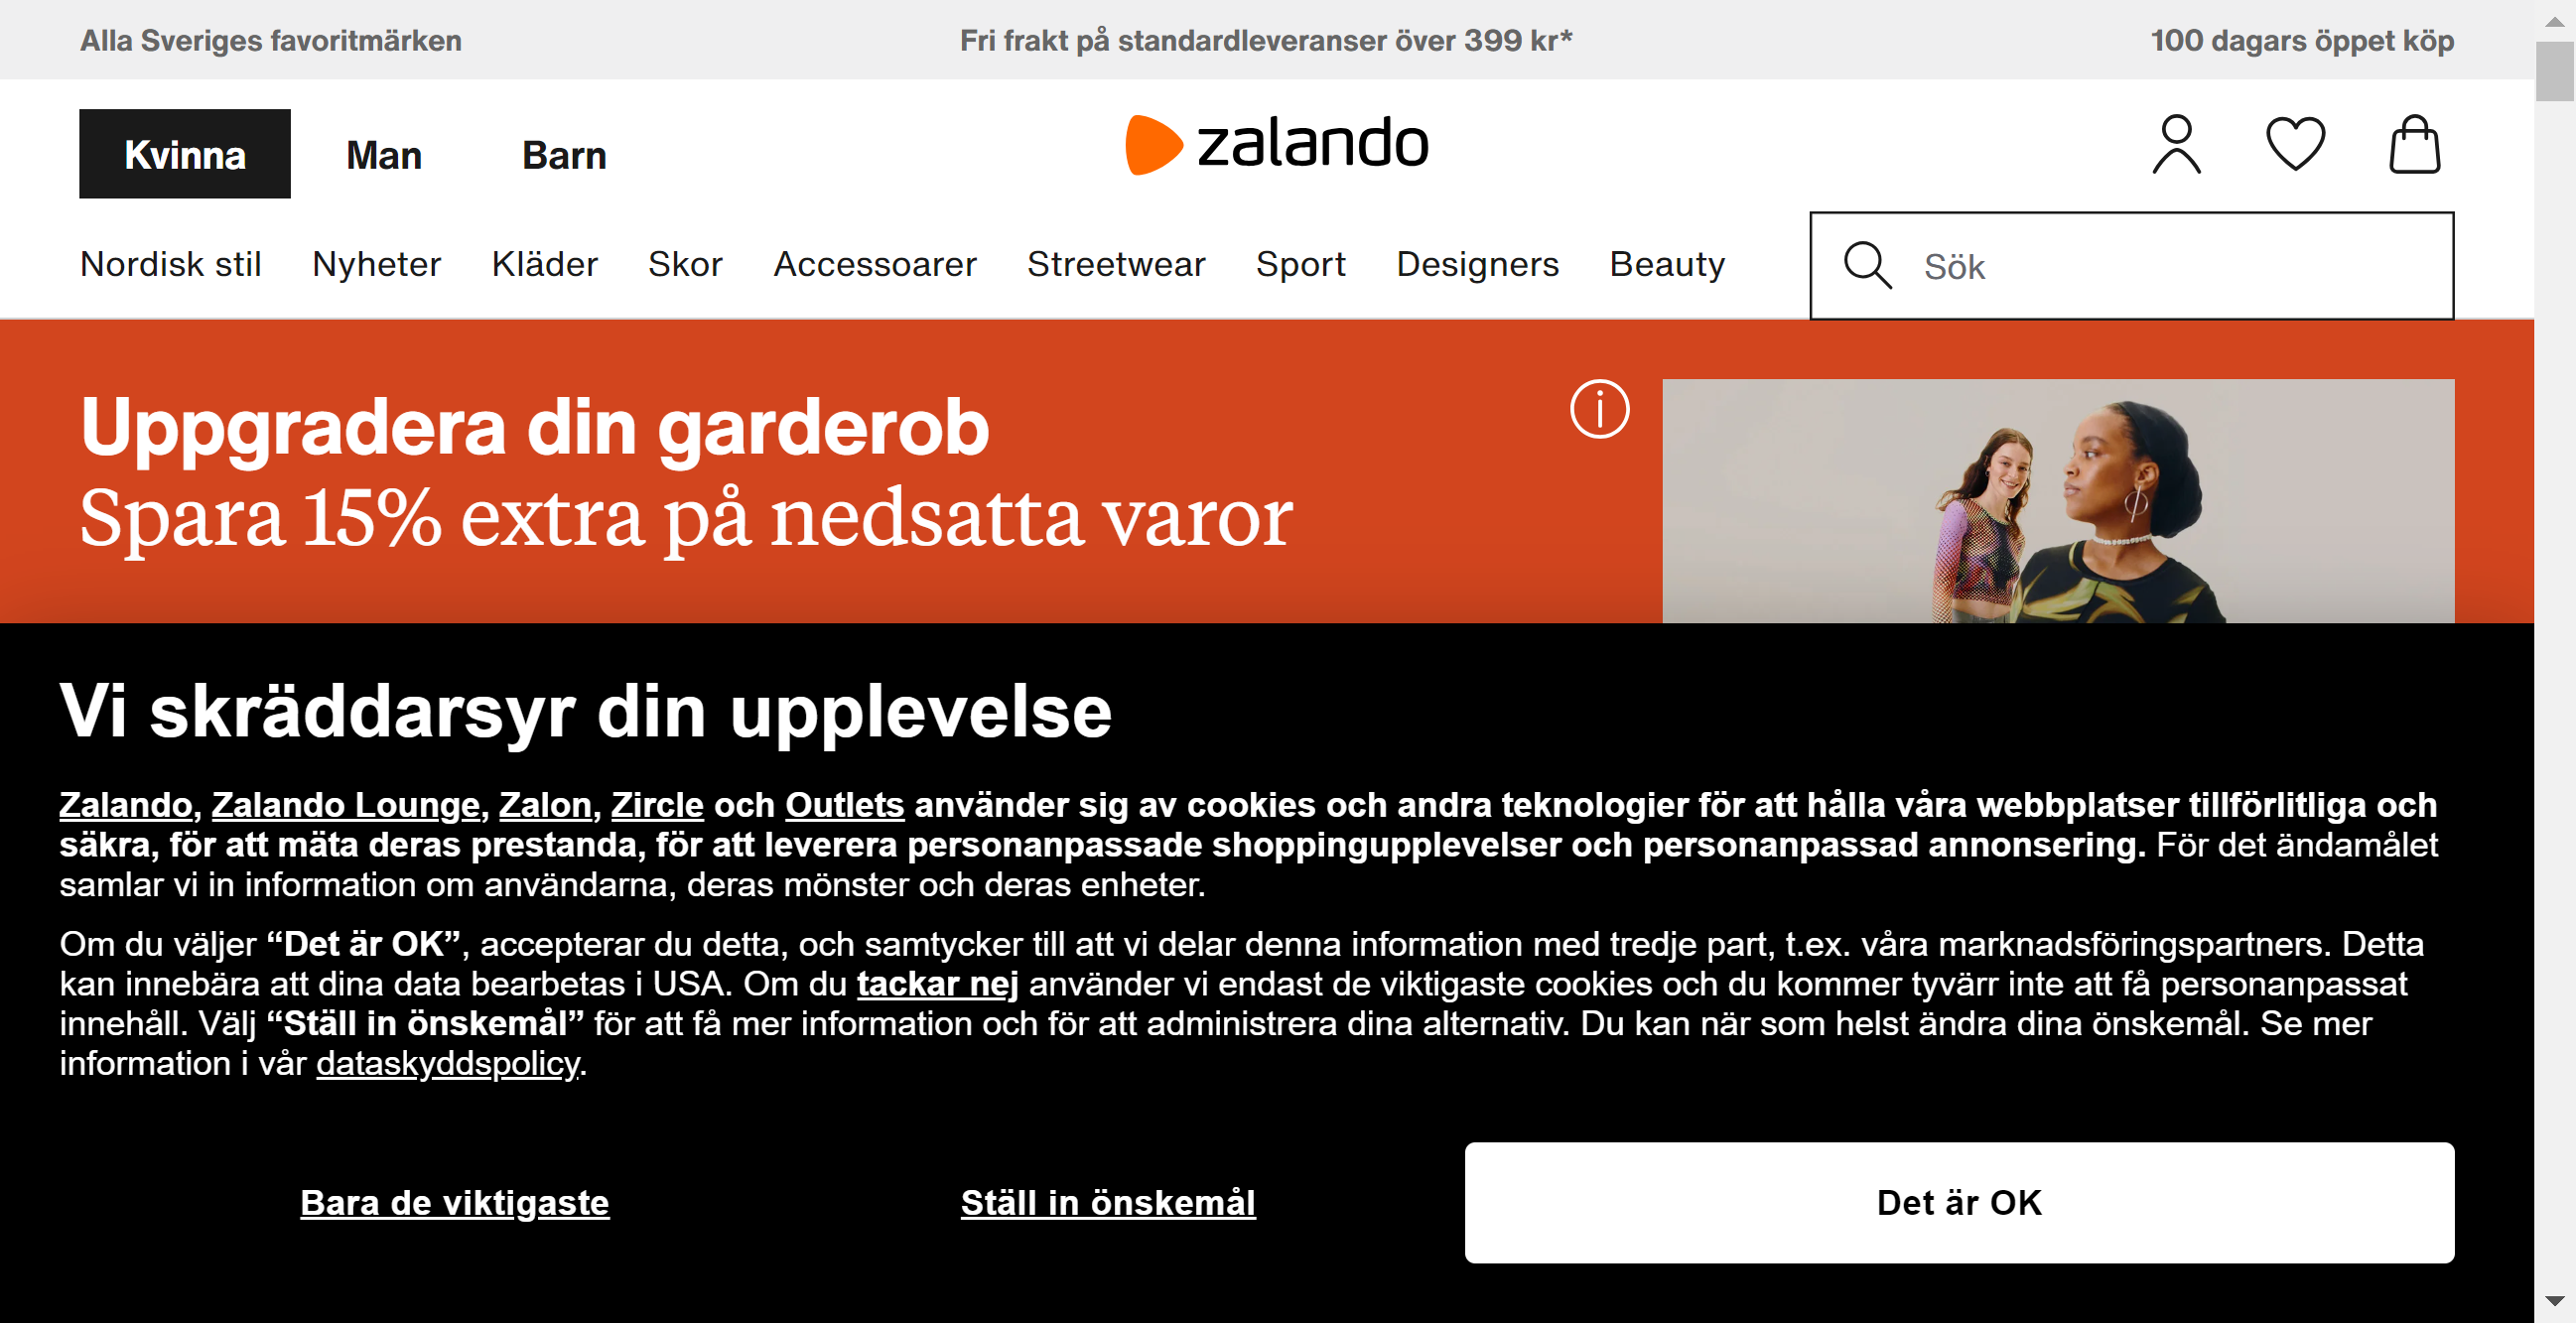 Alla Sveriges favoritmärken
Fri frakt på standardleveranser över 399 kr*
100 dagars öppet köp
Kvinna
Man
Barn
zalando
Nordisk stil
Nyheter
Kläder
Skor
Accessoarer
Streetwear
Sport
Designers
Beauty
Sök
Uppgradera din garderob
Spara 15% extra på nedsatta varor
Vi skräddarsyr din upplevelse
Zalando, Zalando Lounge, Zalon, Zircle och Outlets använder sig av cookies och andra teknologier för att hålla våra webbplatser tillförlitliga och
säkra, för att mäta deras prestanda, för att leverera personanpassade shoppingupplevelser och personanpassad annonsering. För det ändamålet
samlar vi in information om användarna, deras mönster och deras enheter.
Om du väljer “Det är OK”, accepterar du detta, och samtycker till att vi delar denna information med tredje part, t.ex. våra marknadsföringspartners. Detta
kan innebära att dina data bearbetas i USA. Om du tackar nej använder vi endast de viktigaste cookies och du kommer tyvärr inte att få personanpassat
innehåll. Välj “Ställ in önskemål” för att få mer information och för att administrera dina alternativ. Du kan när som helst ändra dina önskemål. Se mer
information i vår dataskyddspolicy.
Bara de viktigaste
Ställ in önskemål
Det är OK